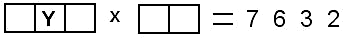 Y x = 7 6 3 2